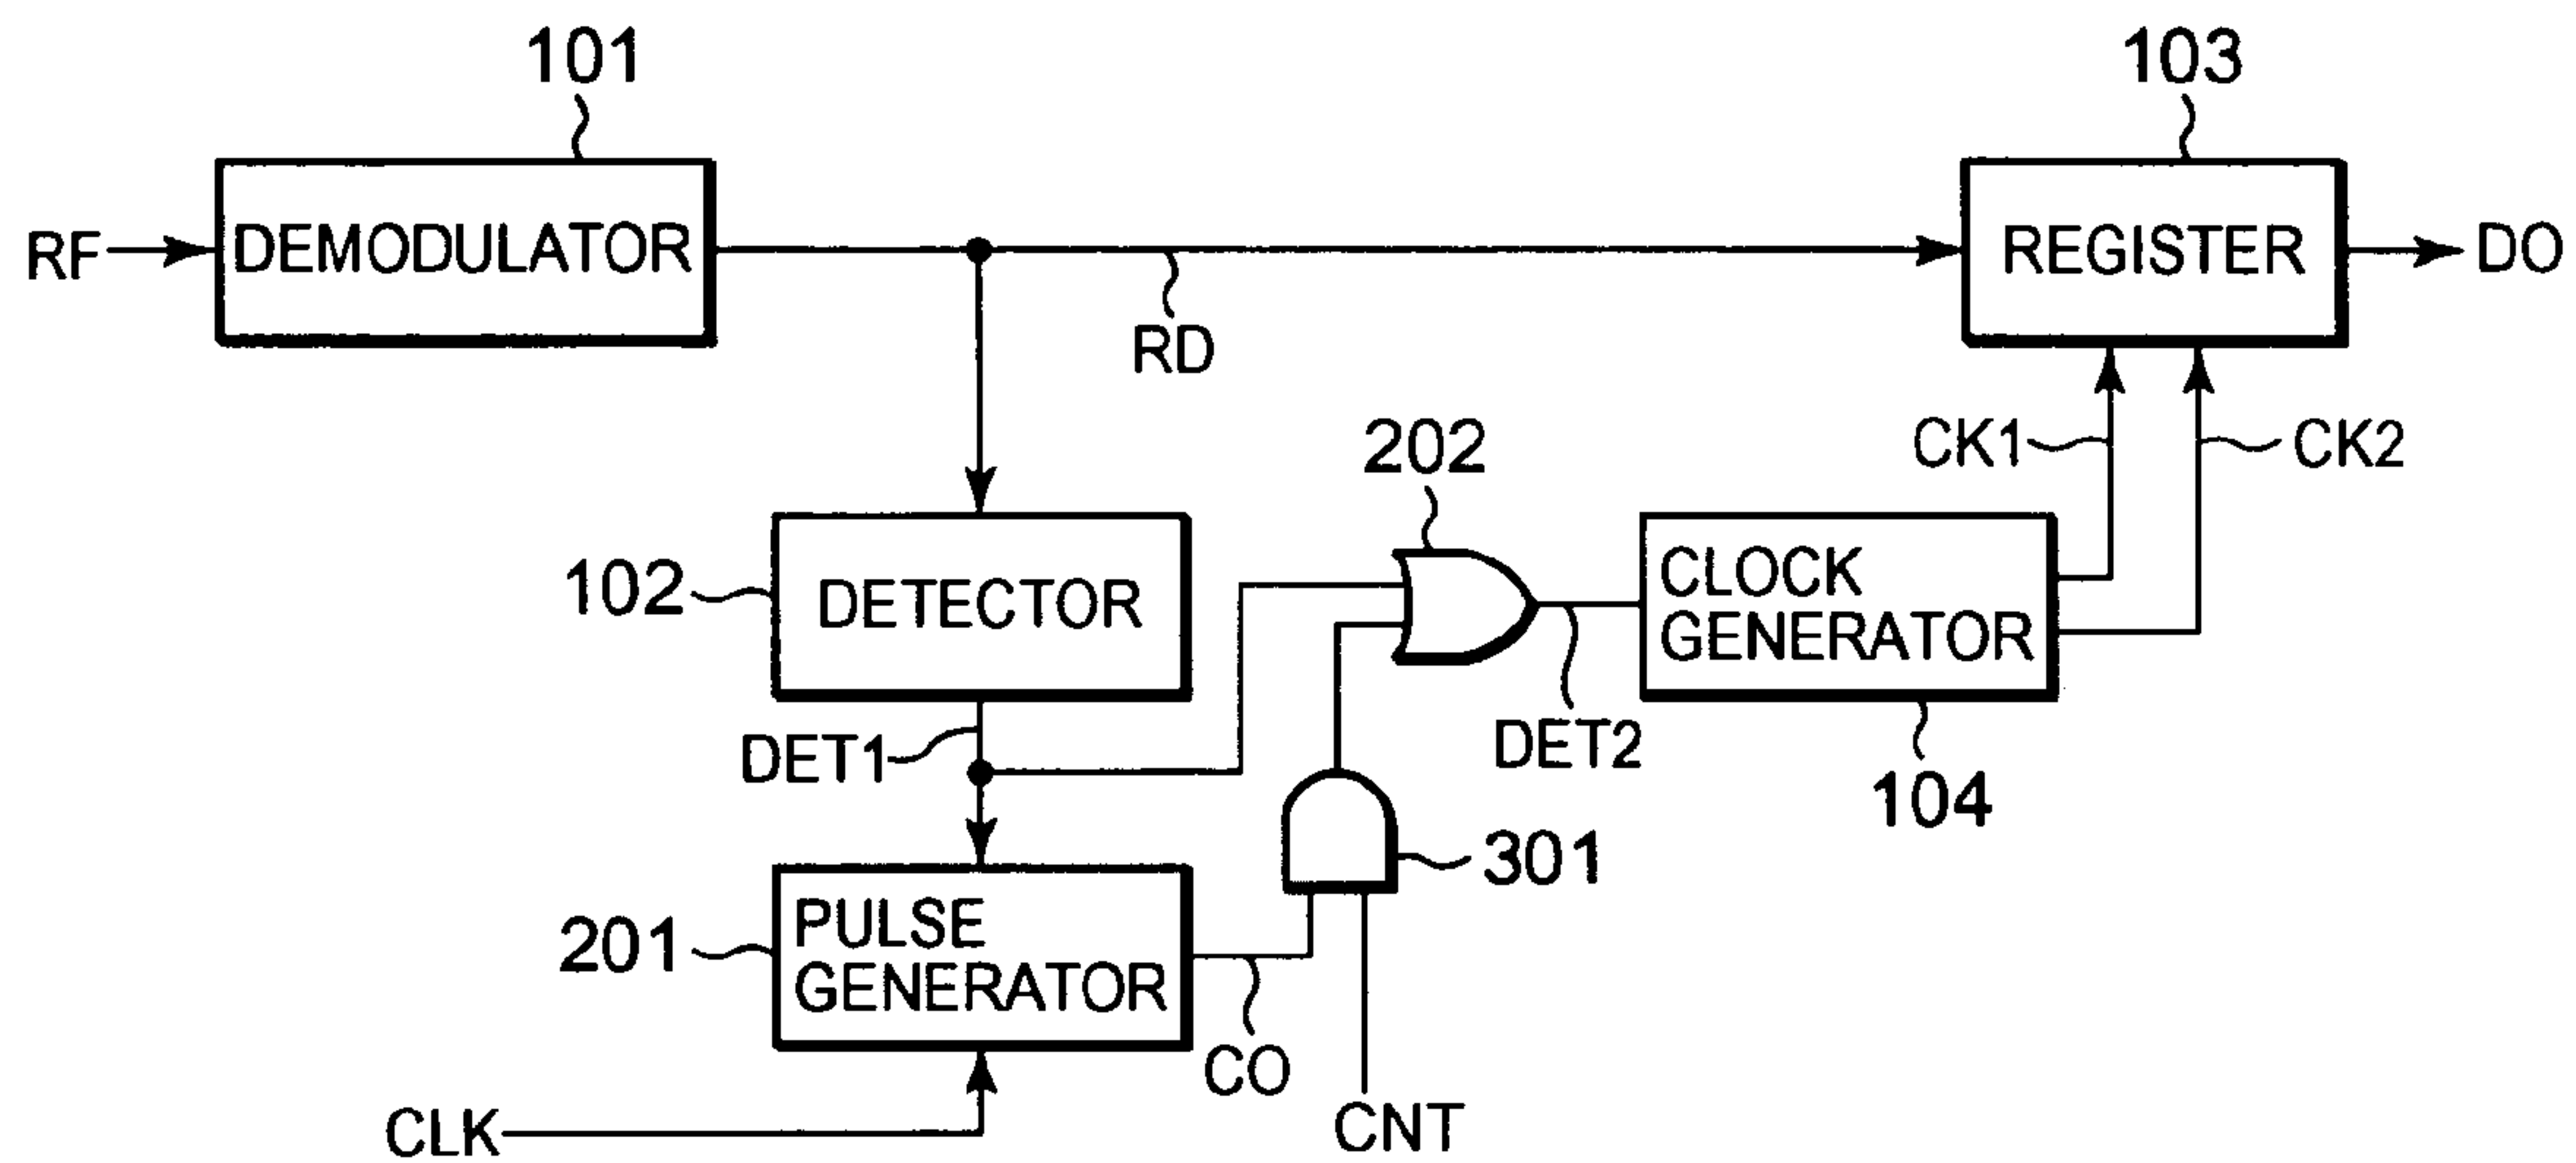 101
103
RF
DEMODULATOR
REGISTER
DO
RD
202
CK1
CK2
102
DETECTOR
CLOCK
GENERATOR
DET1
DET2
104
301
201
PULSE
GENERATOR
CO
CLK
CNT